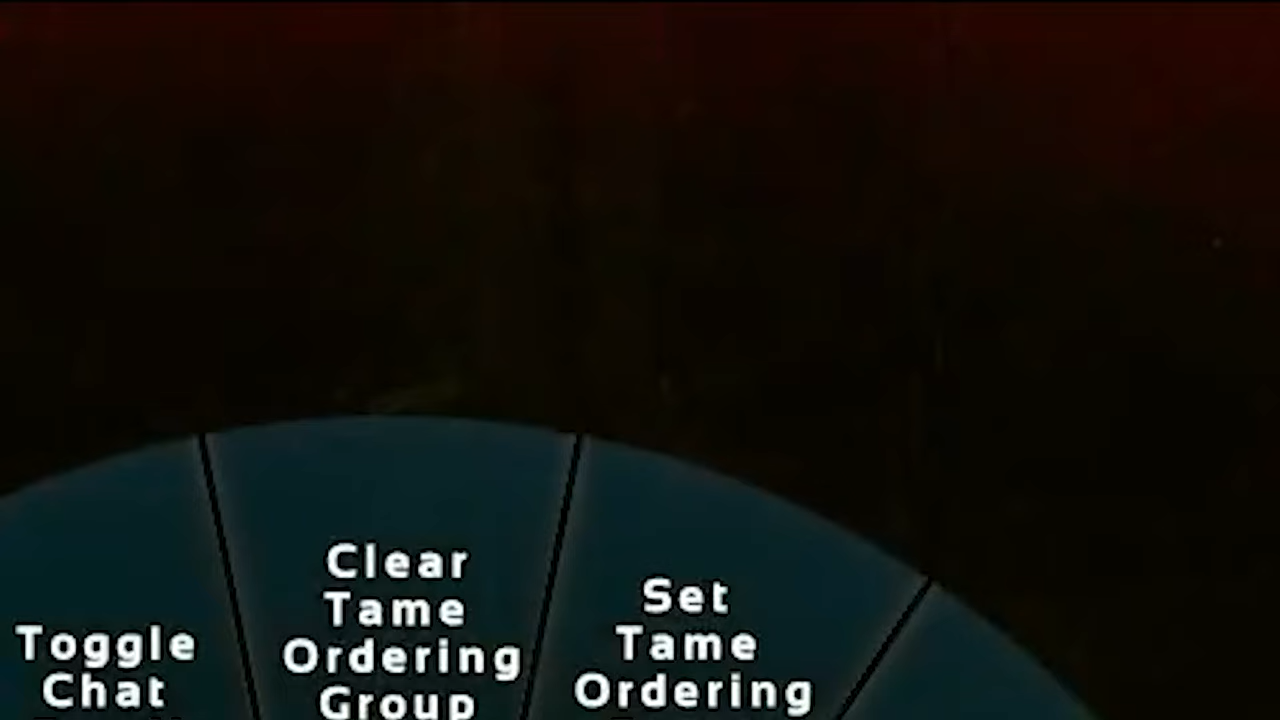 Toggle
Chat
Clear
Tame
Ordering
Group
Set
Tame
Ordering